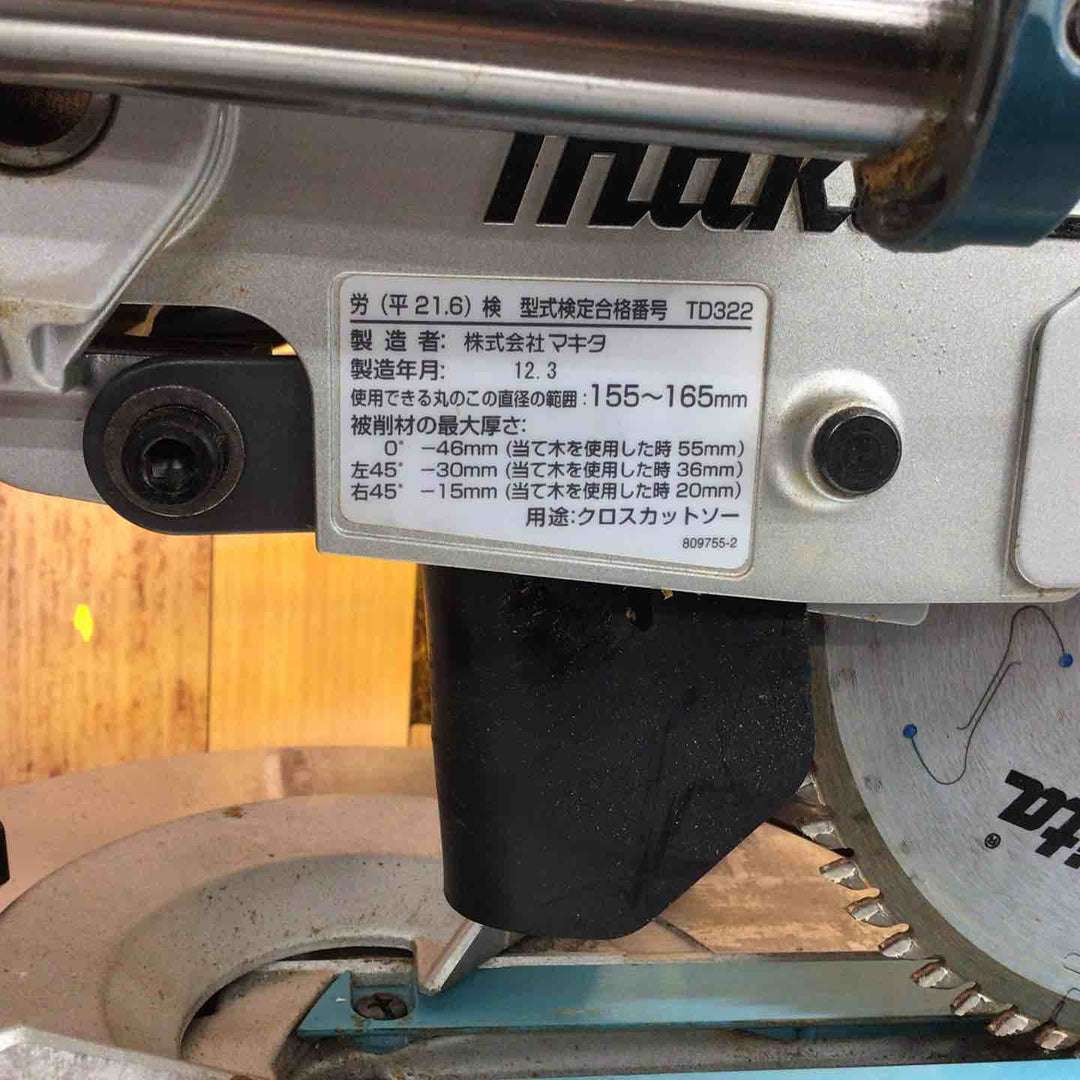 mak
労（平21.6）検 型式検定合格番号 TD322
製造者: 株式会社マキタ
製造年月: 12.3
使用できる丸のこの直径の範囲:155〜165mm
被削材の最大厚さ:
0° −46mm (当て木を使用した時 55mm)
左45° −30mm (当て木を使用した時 36mm)
右45° −15mm (当て木を使用した時 20mm)
用途:クロスカットソー
809755-2
ita®